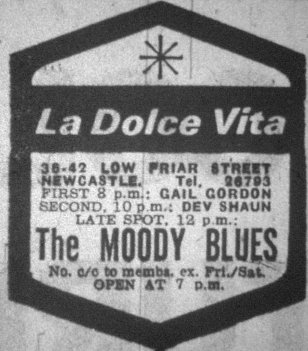 La Dolce Vita
36-42 LOW FRIAR STREET
NEWCASTLE. Tel. 26793
FIRST 8 p.m.: GAIL GORDON
SECOND, 10 p.m.: DEV SHAUN
LATE SPOT, 12 p.m.:
The MOODY BLUES
No. c/c to membs. ex. Fri./Sat.
OPEN AT 7 p.m.